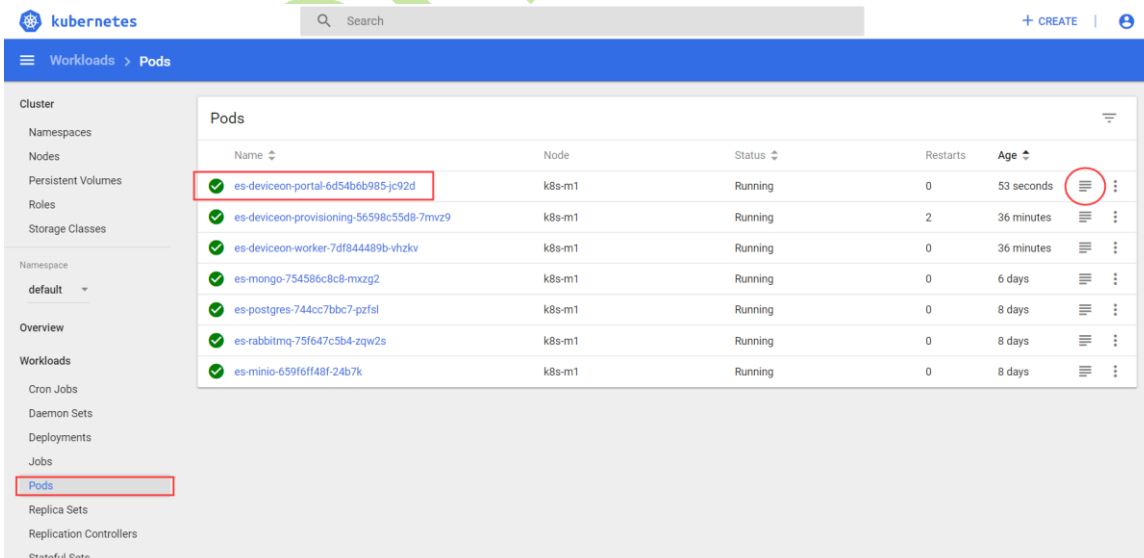 kubernetes
Search
+ CREATE |
Workloads > Pods
Cluster
Namespaces
Nodes
Persistent Volumes
Roles
Storage Classes
Namespace
default
Overview
Workloads
Cron Jobs
Daemon Sets
Deployments
Jobs
Pods
Replica Sets
Replication Controllers
Stateful Sets
Pods
Name Node Status Restarts Age
es-deviceon-portal-6d54b6b985-jc92d k8s-m1 Running 0 53 seconds
es-deviceon-provisioning-56598c55d8-7mvz9 k8s-m1 Running 2 36 minutes
es-deviceon-worker-7df844489b-vhzkv k8s-m1 Running 0 36 minutes
es-mongo-754586c8c8-mxzg2 k8s-m1 Running 0 6 days
es-postgres-744cc7bbc7-pzfsl k8s-m1 Running 0 8 days
es-rabbitmq-75f647c5b4-zqw2s k8s-m1 Running 0 8 days
es-minio-659f6ff48f-24b7k k8s-m1 Running 0 8 days